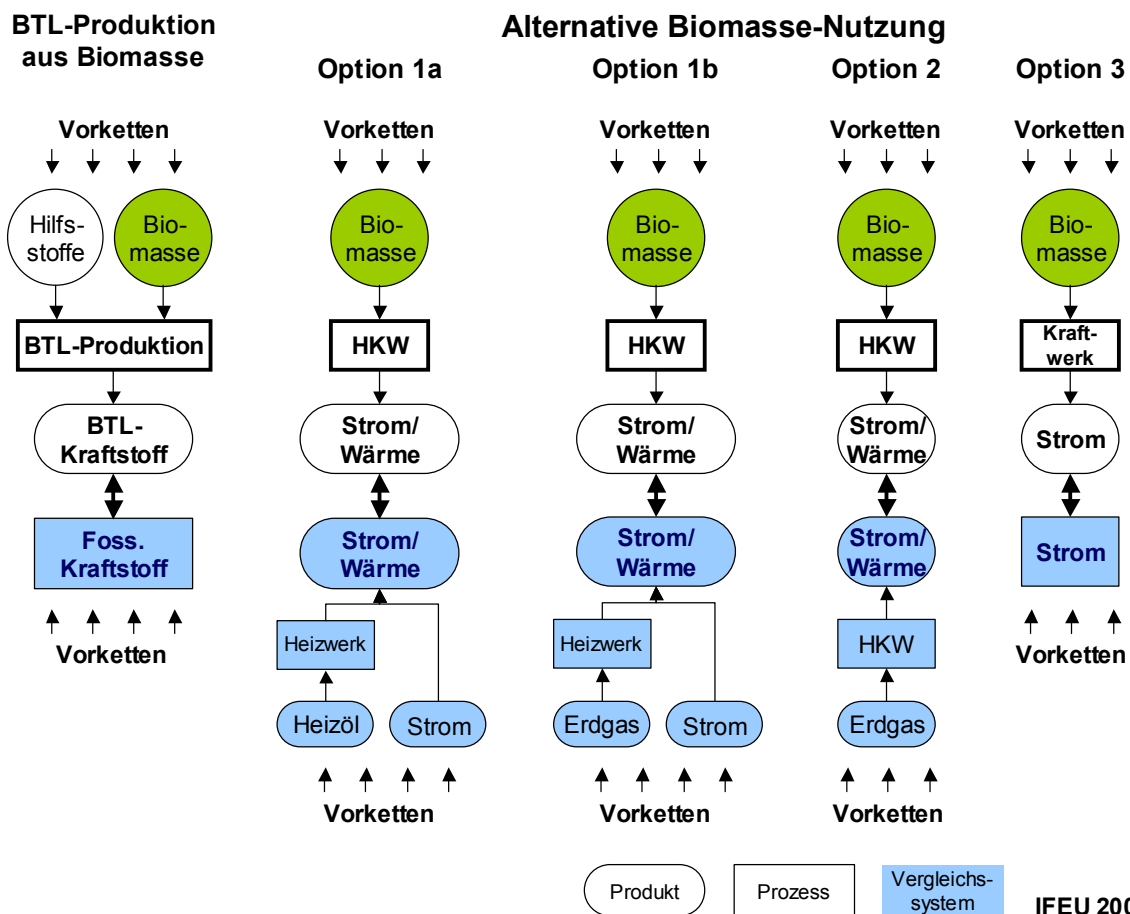 BTL-Produktion
aus Biomasse
Alternative Biomasse-Nutzung
Option 1a
Option 1b
Option 2
Option 3
Vorketten
Vorketten
Vorketten
Vorketten
Vorketten
Hilfs-
stoffe
Bio-
masse
Bio-
masse
Bio-
masse
Bio-
masse
Bio-
masse
BTL-Produktion
HKW
HKW
HKW
Kraft-
werk
BTL-
Kraftstoff
Strom/
Wärme
Strom/
Wärme
Strom/
Wärme
Strom
Foss.
Kraftstoff
Strom/
Wärme
Strom/
Wärme
Strom/
Wärme
Strom
Vorketten
Heizwerk
Heizwerk
HKW
Vorketten
Heizöl
Strom
Erdgas
Strom
Erdgas
Vorketten
Vorketten
Vorketten
Produkt
Prozess
Vergleichs-
system
IFEU 200